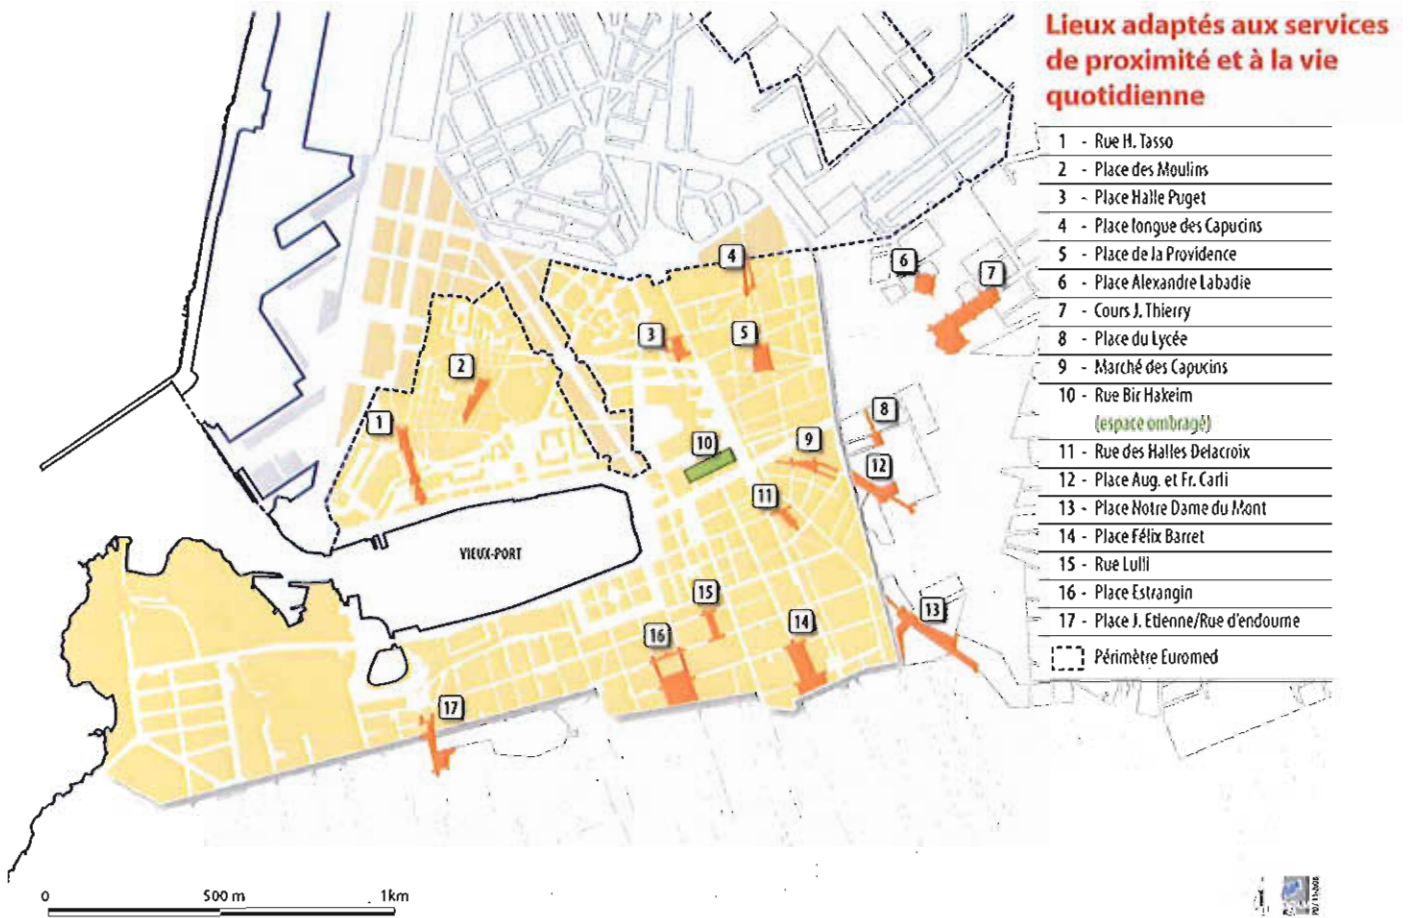 Lieux adaptés aux services
de proximité et à la vie
quotidienne
1 - Rue H. Tasso
2 - Place des Moulins
3 - Place Halle Puget
4 - Place longue des Capucins
5 - Place de la Providence
6 - Place Alexandre Labadie
7 - Cours J. Thierry
8 - Place du Lycée
9 - Marché des Capucins
10 - Rue Bir Hakeim
(espace ombragé)
11 - Rue des Halles Delacroix
12 - Place Aug. et Fr. Carli
13 - Place Notre Dame du Mont
14 - Place Félix Barret
15 - Rue Lulli
16 - Place Estrangin
17 - Place J. Etienne/Rue d'endoume
Périmètre Euromed
4
6
7
3
5
2
1
8
10
9
12
11
VIEUX-PORT
15
13
14
16
17
0 500 m 1km